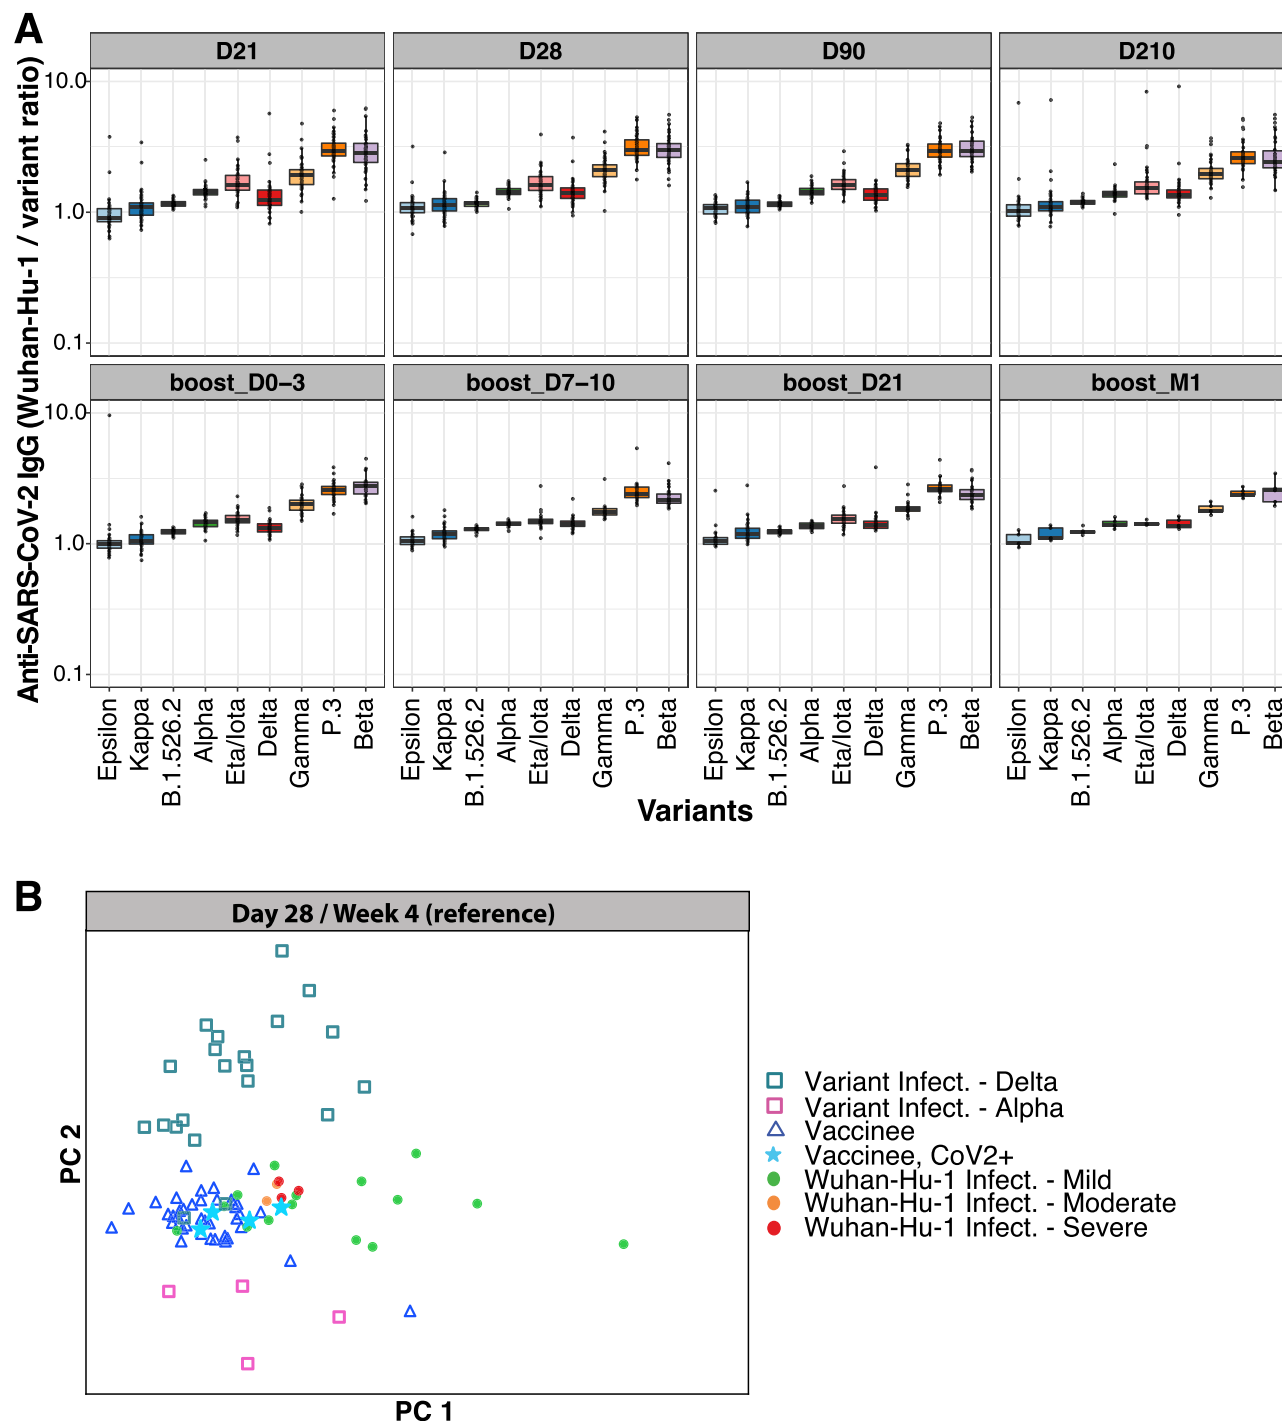 A
Anti-SARS-CoV-2 IgG (Wuhan-Hu-1 / variant ratio)
D21
D28
D90
D210
10.0
1.0
0.1
boost_D0–3
boost_D7–10
boost_D21
boost_M1
10.0
1.0
0.1
Epsilon
Kappa
B.1.526.2
Alpha
Eta/Iota
Delta
Gamma
P.3
Beta
Epsilon
Kappa
B.1.526.2
Alpha
Eta/Iota
Delta
Gamma
P.3
Beta
Epsilon
Kappa
B.1.526.2
Alpha
Eta/Iota
Delta
Gamma
P.3
Beta
Epsilon
Kappa
B.1.526.2
Alpha
Eta/Iota
Delta
Gamma
P.3
Beta
Variants
B
Day 28 / Week 4 (reference)
PC 2
PC 1
Variant Infect. - Delta
Variant Infect. - Alpha
Vaccinee
Vaccinee, CoV2+
Wuhan-Hu-1 Infect. - Mild
Wuhan-Hu-1 Infect. - Moderate
Wuhan-Hu-1 Infect. - Severe